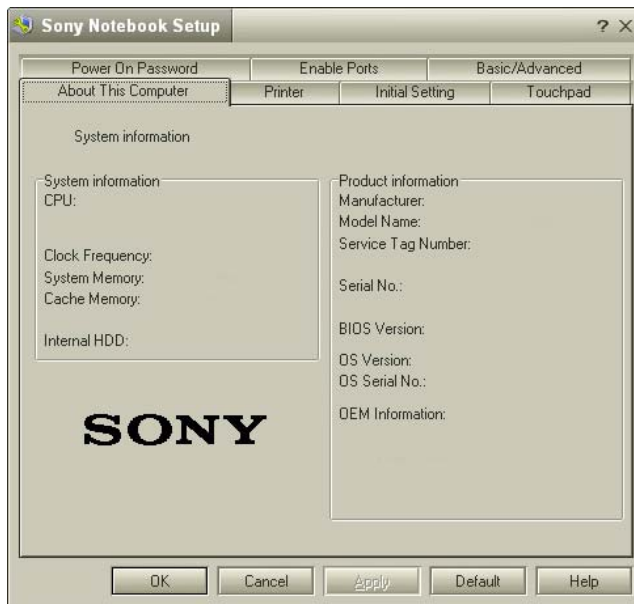 Sony Notebook Setup ? X
Power On Password Enable Ports Basic/Advanced
About This Computer Printer Initial Setting Touchpad
System information
System information
CPU:
Clock Frequency:
System Memory:
Cache Memory:
Internal HDD:
SONY
Product information
Manufacturer:
Model Name:
Service Tag Number:
Serial No.:
BIOS Version:
OS Version:
OS Serial No.:
OEM Information:
OK Cancel Apply Default Help